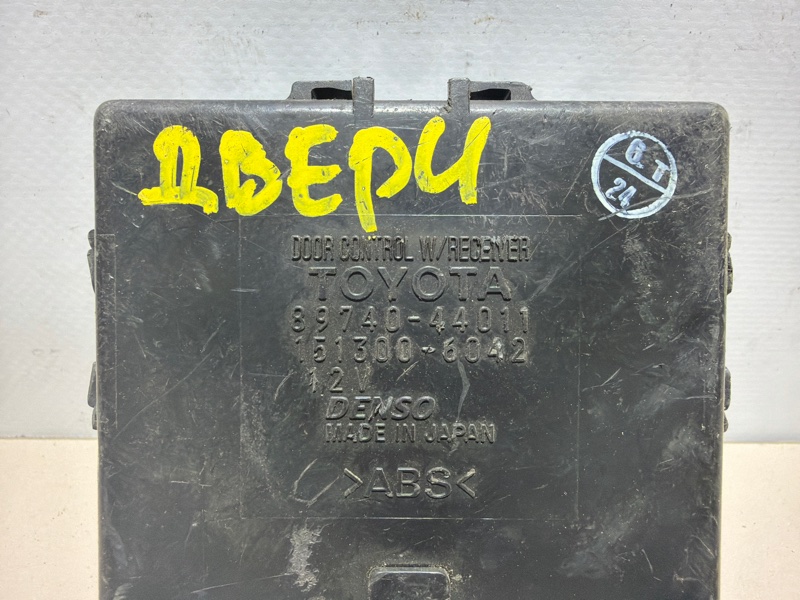 ДВЕРИ
6. T
24
DOOR CONTROL W/RECEIVER
TOYOTA
89740-44011
151300-6042
12V
DENSO
MADE IN JAPAN
>ABS<